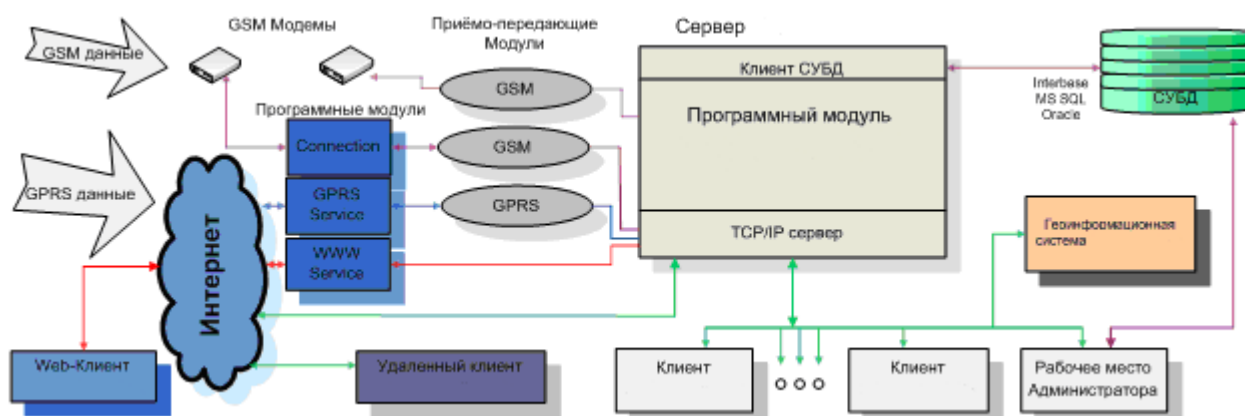 GSM Модемы
Приёмо-передающие
Модули
Сервер
GSM данные
Клиент СУБД
GSM
Interbase
MS SQL
Oracle
СУБД
Программные модули
Программный модуль
Connection
GSM
GPRS данные
GPRS
Service
GPRS
TCP/IP сервер
Геоинформационная
система
WWW
Service
Интернет
Web-Клиент
Удаленный клиент
Клиент
Клиент
Рабочее место
Администратора